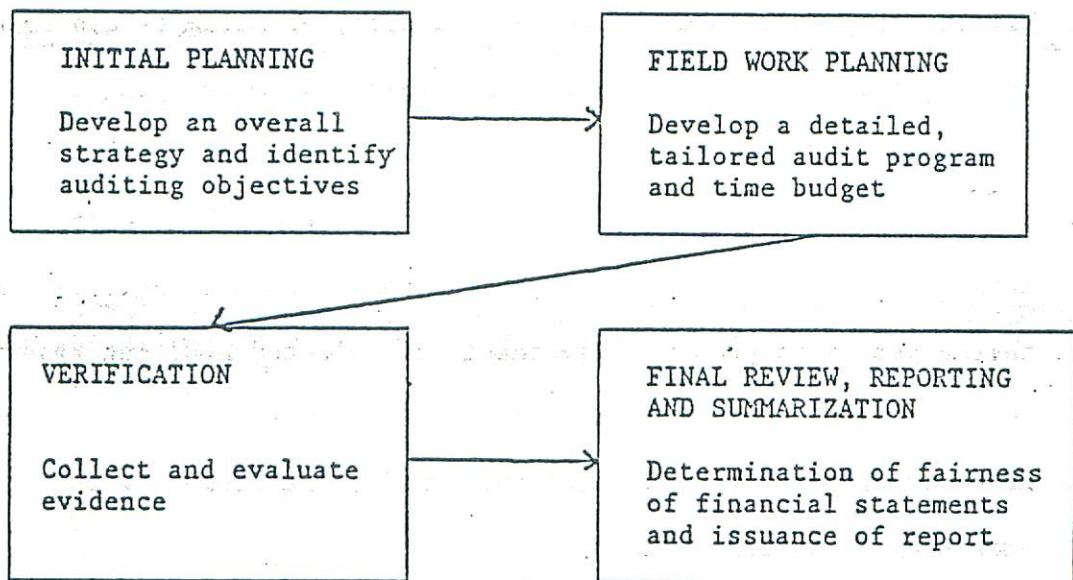 INITIAL PLANNING
Develop an overall
strategy and identify
auditing objectives
FIELD WORK PLANNING
Develop a detailed,
tailored audit program
and time budget
VERIFICATION
Collect and evaluate
evidence
FINAL REVIEW, REPORTING
AND SUMMARIZATION
Determination of fairness
of financial statements
and issuance of report